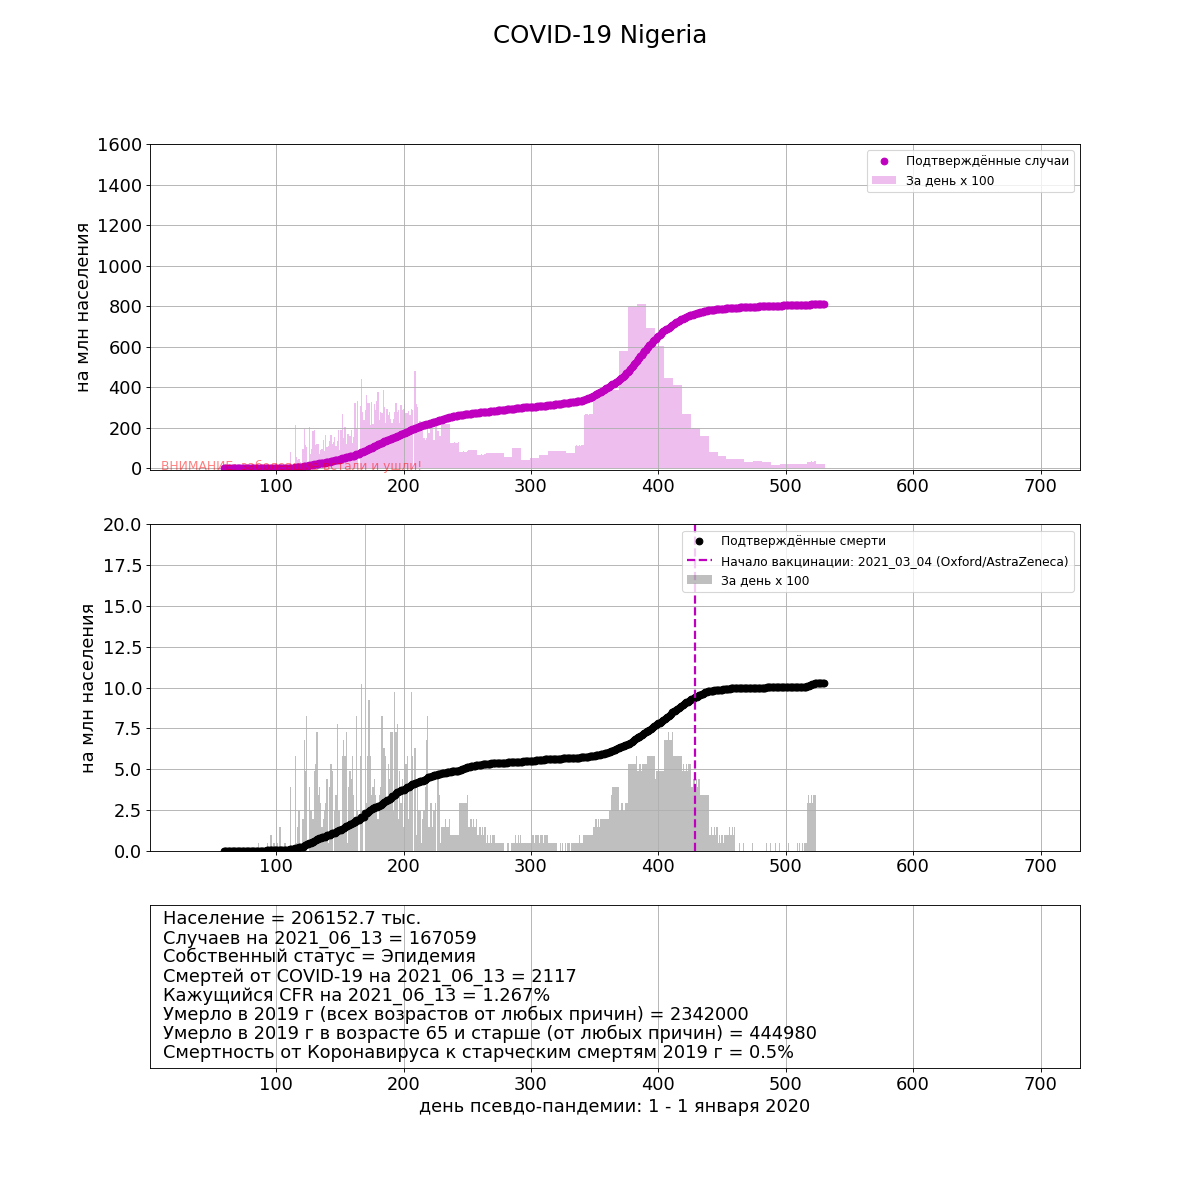 COVID-19 Nigeria
1600
1400
1200
1000
800
600
400
200
0
на млн населения
Подтверждённые случаи
За день x 100
ВНИМАНИЕ: тали и ушли!
100 200 300 400 500 600 700
20.0
17.5
15.0
12.5
10.0
7.5
5.0
2.5
0.0
на млн населения
Подтверждённые смерти
Начало вакцинации: 2021_03_04 (Oxford/AstraZeneca)
За день x 100
100 200 300 400 500 600 700
Население = 206152.7 тыс.
Случаев на 2021_06_13 = 167059
Собственный статус = Эпидемия
Смертей от COVID-19 на 2021_06_13 = 2117
Кажущийся CFR на 2021_06_13 = 1.267%
Умерло в 2019 г (всех возрастов от любых причин) = 2342000
Умерло в 2019 г в возрасте 65 и старше (от любых причин) = 444980
Смертность от Коронавируса к старческим смертям 2019 г = 0.5%
100 200 300 400 500 600 700
день псевдо-пандемии: 1 - 1 января 2020